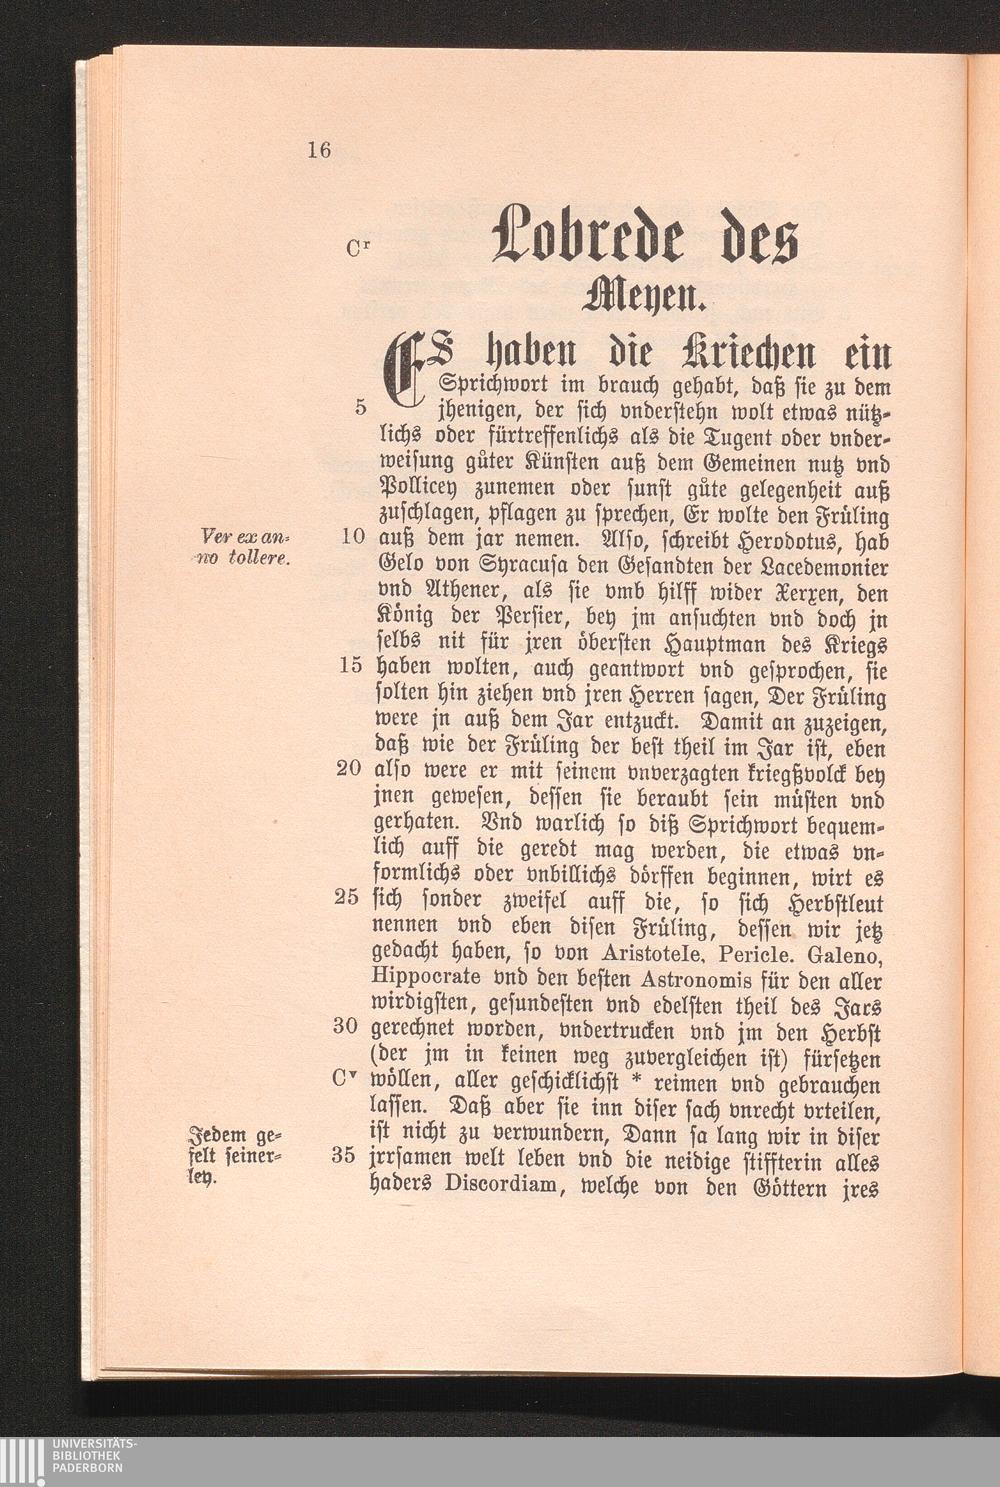 16
Cʳ
Lobrede des
Meyen.
ES haben die Kriechen ein
Sprichwort im brauch gehabt, daß sie zu dem
5 jhenigen, der sich vnderstehn wolt etwas nütz-
lichs oder fürtreffenlichs als die Tugent oder vnder-
weisung gůter Künsten auß dem Gemeinen nutz vnd
Pollicey zunemen oder sunst gůte gelegenheit auß
zuschlagen, pflagen zu sprechen, Er wolte den Früling
Ver ex an-
no tollere.
10 auß dem jar nemen. Also, schreibt Herodotus, hab
Gelo von Syracusa den Gesandten der Lacedemonier
vnd Athener, als sie vmb hilff wider Xerxen, den
König der Persier, bey jm ansuchten vnd doch jn
selbs nit für jren öbersten Hauptman des Kriegs
15 haben wolten, auch geantwort vnd gesprochen, sie
solten hin ziehen vnd jren Herren sagen, Der Früling
were jn auß dem Jar entzuckt. Damit an zuzeigen,
daß wie der Früling der best theil im Jar ist, eben
20 also were er mit seinem vnverzagten kriegßvolck bey
jnen gewesen, dessen sie beraubt sein müsten vnd
gerhaten. Vnd warlich so diß Sprichwort bequem-
lich auff die geredt mag werden, die etwas vn-
formlichs oder vnbillichs dörffen beginnen, wirt es
25 sich sonder zweifel auff die, so sich Herbstleut
nennen vnd eben disen Früling, dessen wir jetz
gedacht haben, so von Aristotele, Pericle. Galeno,
Hippocrate vnd den besten Astronomis für den aller
wirdigsten, gesundesten vnd edelsten theil des Jars
30 gerechnet worden, vndertrucken vnd jm den Herbst
(der jm in keinen weg zuvergleichen ist) fürsetzen
Cᵛ wöllen, aller geschicklichst * reimen vnd gebrauchen
lassen. Daß aber sie inn diser sach vnrecht vrteilen,
Jedem ge-
felt seiner-
ley.
ist nicht zu verwundern, Dann sa lang wir in diser
35 jrrsamen welt leben vnd die neidige stiffterin alles
haders Discordiam, welche von den Göttern jres
UNIVERSITÄTS-
BIBLIOTHEK
PADERBORN